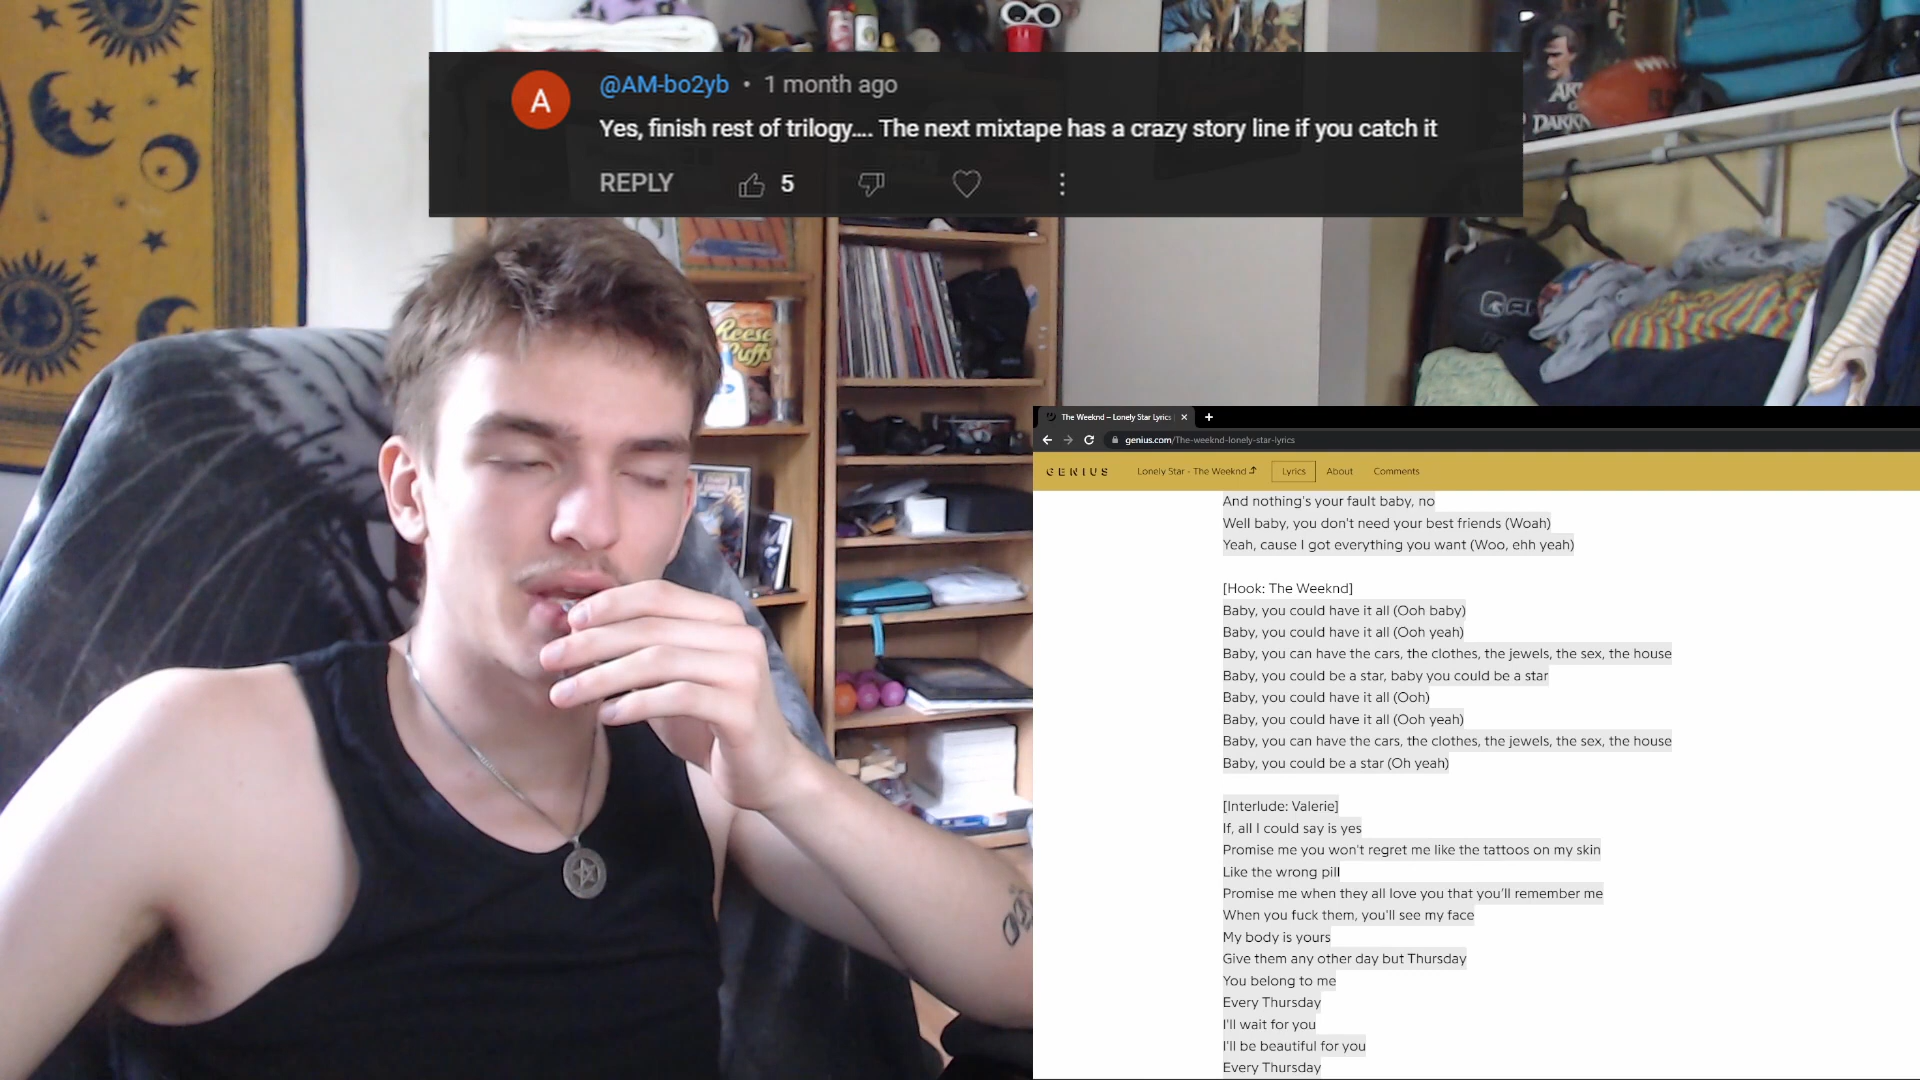 @AM-bo2yb • 1 month ago
A
Yes, finish rest of trilogy.... The next mixtape has a crazy story line if you catch it
REPLY 5
Reese
Puffs
The Weeknd – Lonely Star Lyrics
genius.com/The-weeknd-lonely-star-lyrics
GENIUS Lonely Star - The Weeknd Lyrics About Comments
And nothing's your fault baby, no
Well baby, you don't need your best friends (Woah)
Yeah, cause I got everything you want (Woo, ehh yeah)
[Hook: The Weeknd]
Baby, you could have it all (Ooh baby)
Baby, you could have it all (Ooh yeah)
Baby, you can have the cars, the clothes, the jewels, the sex, the house
Baby, you could be a star, baby you could be a star
Baby, you could have it all (Ooh)
Baby, you could have it all (Ooh yeah)
Baby, you can have the cars, the clothes, the jewels, the sex, the house
Baby, you could be a star (Oh yeah)
[Interlude: Valerie]
If, all I could say is yes
Promise me you won't regret me like the tattoos on my skin
Like the wrong pill
Promise me when they all love you that you'll remember me
When you fuck them, you'll see my face
My body is yours
Give them any other day but Thursday
You belong to me
Every Thursday
I'll wait for you
I'll be beautiful for you
Every Thursday